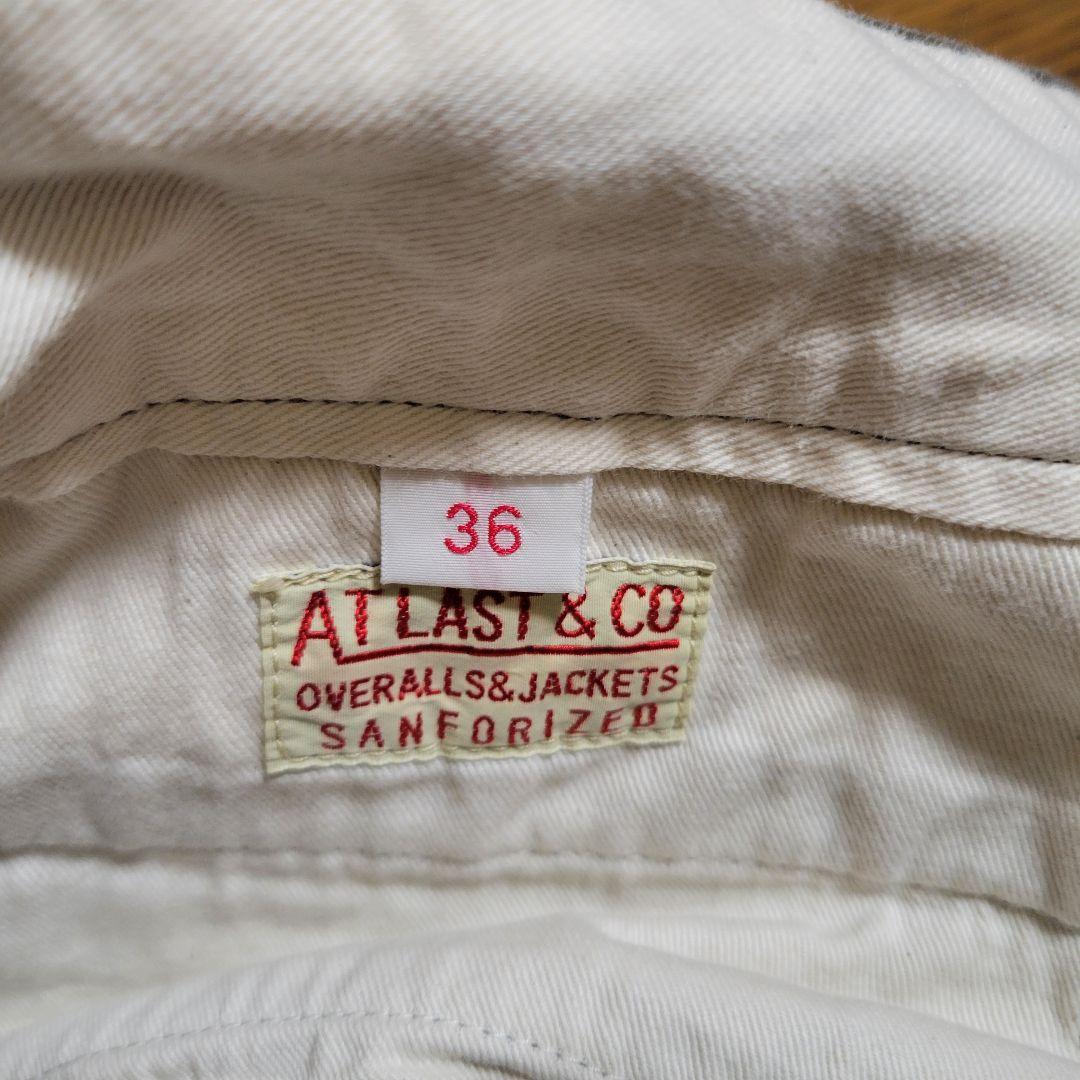 36
AT LAST & CO
OVERALLS&JACKETS
SANFORIZED